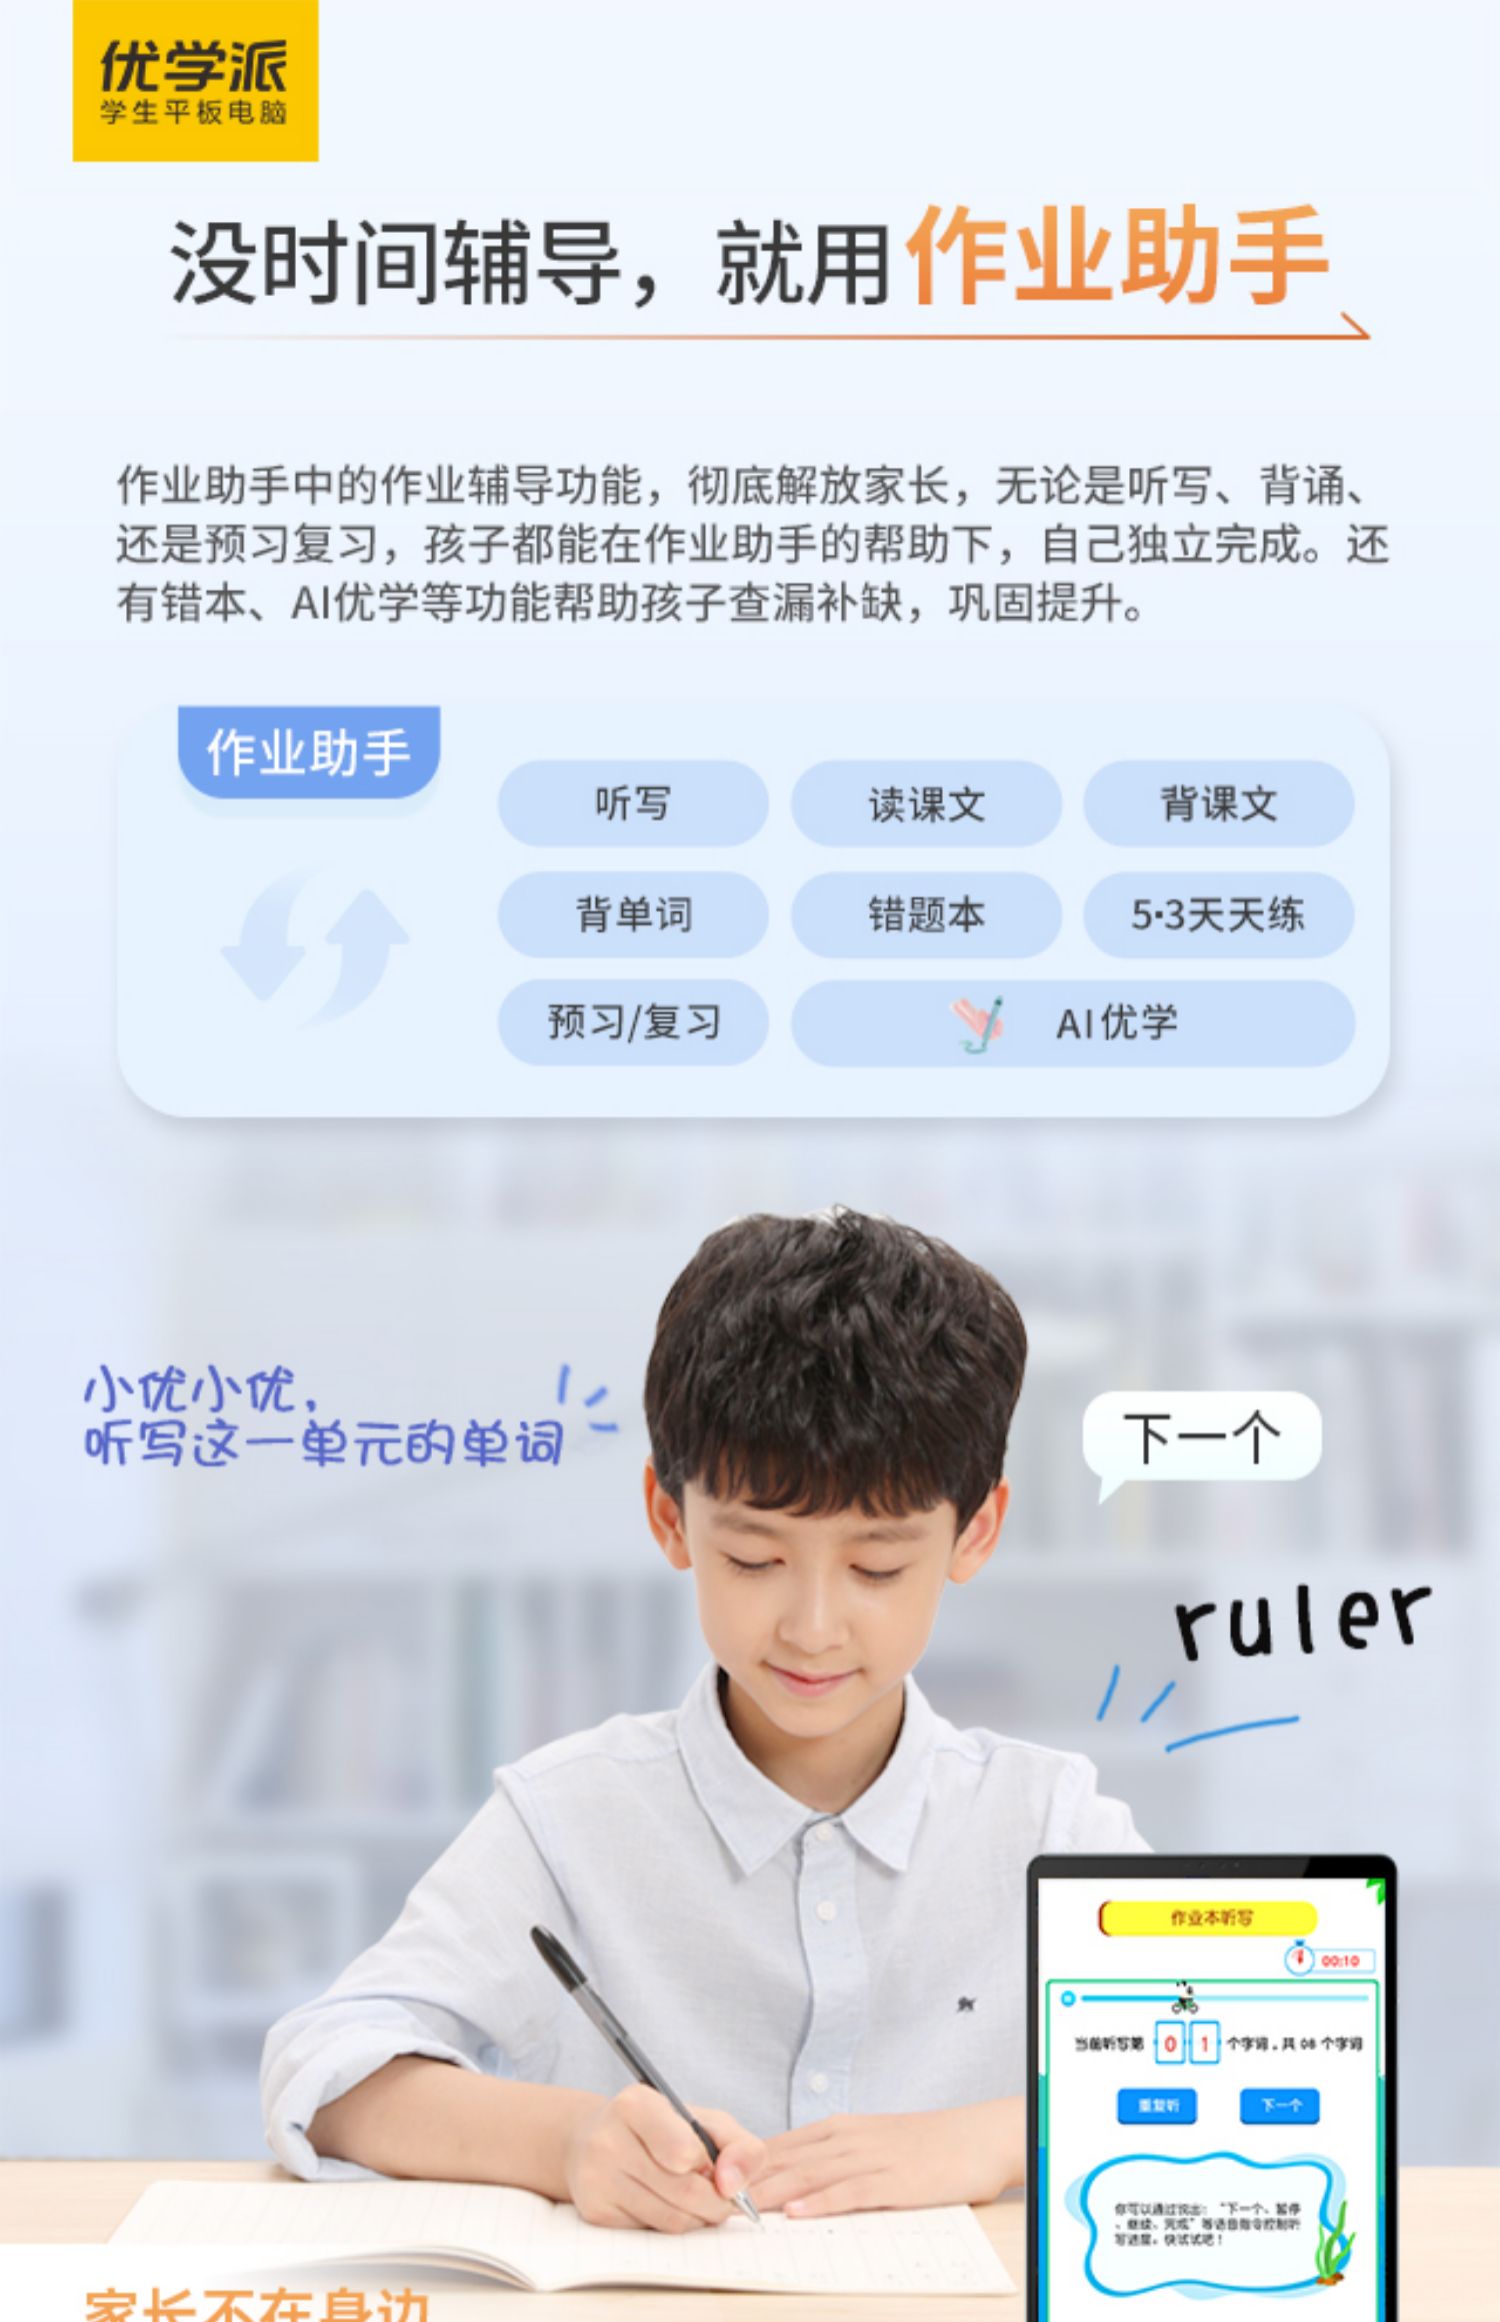 优学派
学生平板电脑
没时间辅导，就用作业助手
作业助手中的作业辅导功能，彻底解放家长，无论是听写、背诵、
还是预习复习，孩子都能在作业助手的帮助下，自己独立完成。还
有错本、AI优学等功能帮助孩子查漏补缺，巩固提升。
作业助手
听写 读课文 背课文
背单词 错题本 5·3天天练
预习/复习 AI优学
小优小优，
听写这一单元的单词
下一个
ruler
作业本听写
00:10
当前听写第 0 1 个字词，共 08 个字词
重复听 下一个
你可以通过说出：“下一个、暂停
、继续、完成”等语音指令控制听
写进度。快试试吧！
家长不在身边